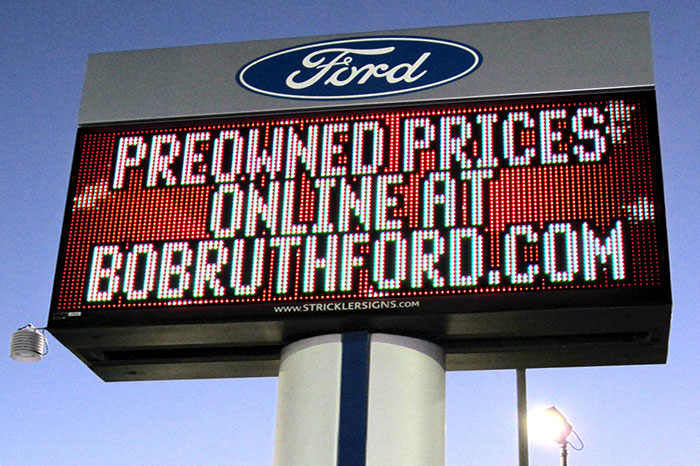 Ford
PREOWNED PRICES
ONLINE AT
BOBRUTHFORD.COM
WWW.STRICKLERSIGNS.COM